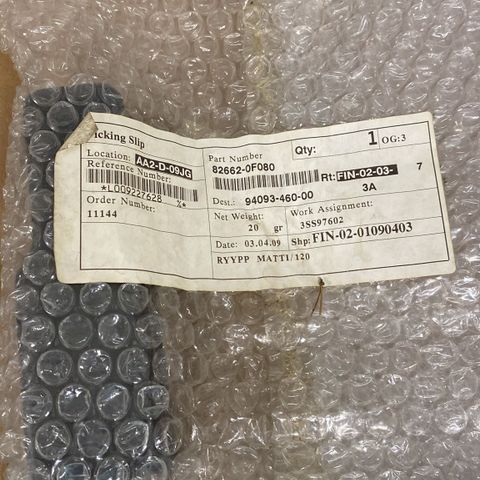 Picking Slip
Qty: 1 OG:3
Location: AA2-D-09JG
Part Number
82662-0F080
Rt: FIN-02-03- 7
3A
Reference Number:
*L009227628 %*
Dest.: 94093-460-00
Order Number:
11144
Net Weight:
20 gr
Work Assignment:
3SS97602
Date: 03.04.09
Shp: FIN-02-01090403
RYYPP MATTI/120